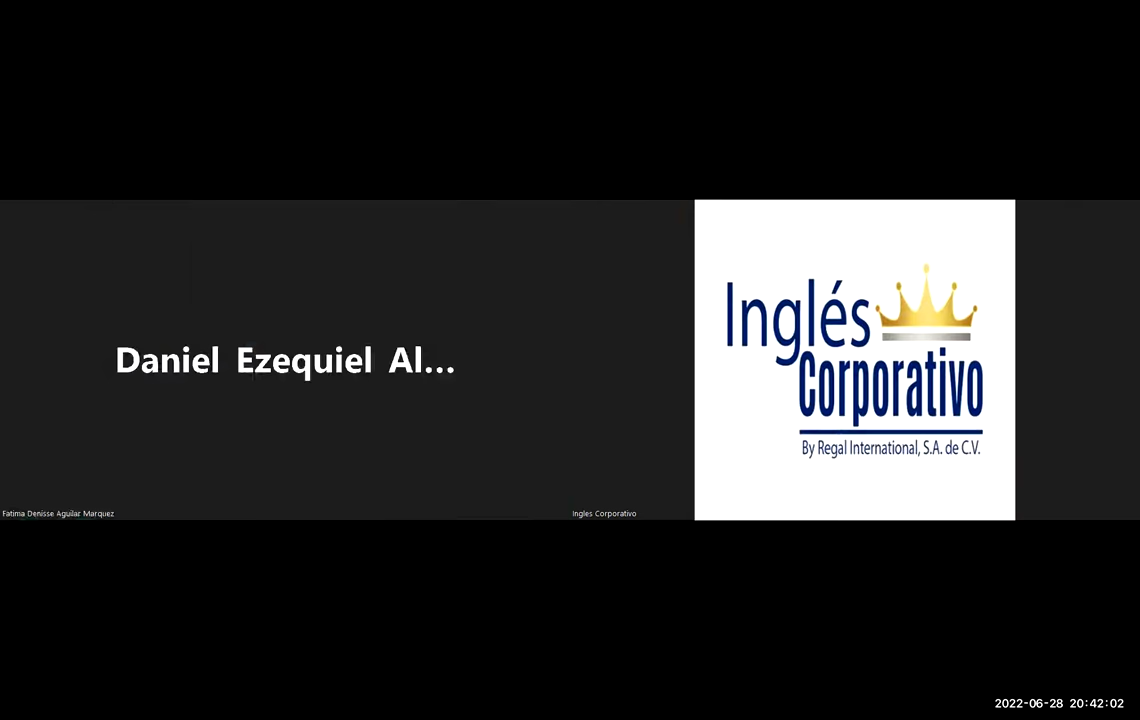 Daniel Ezequiel Al...
Fatima Denisse Aguilar Marquez
Inglés
Corporativo
By Regal International, S.A. de C.V.
Ingles Corporativo
2022-06-28 20:42:02